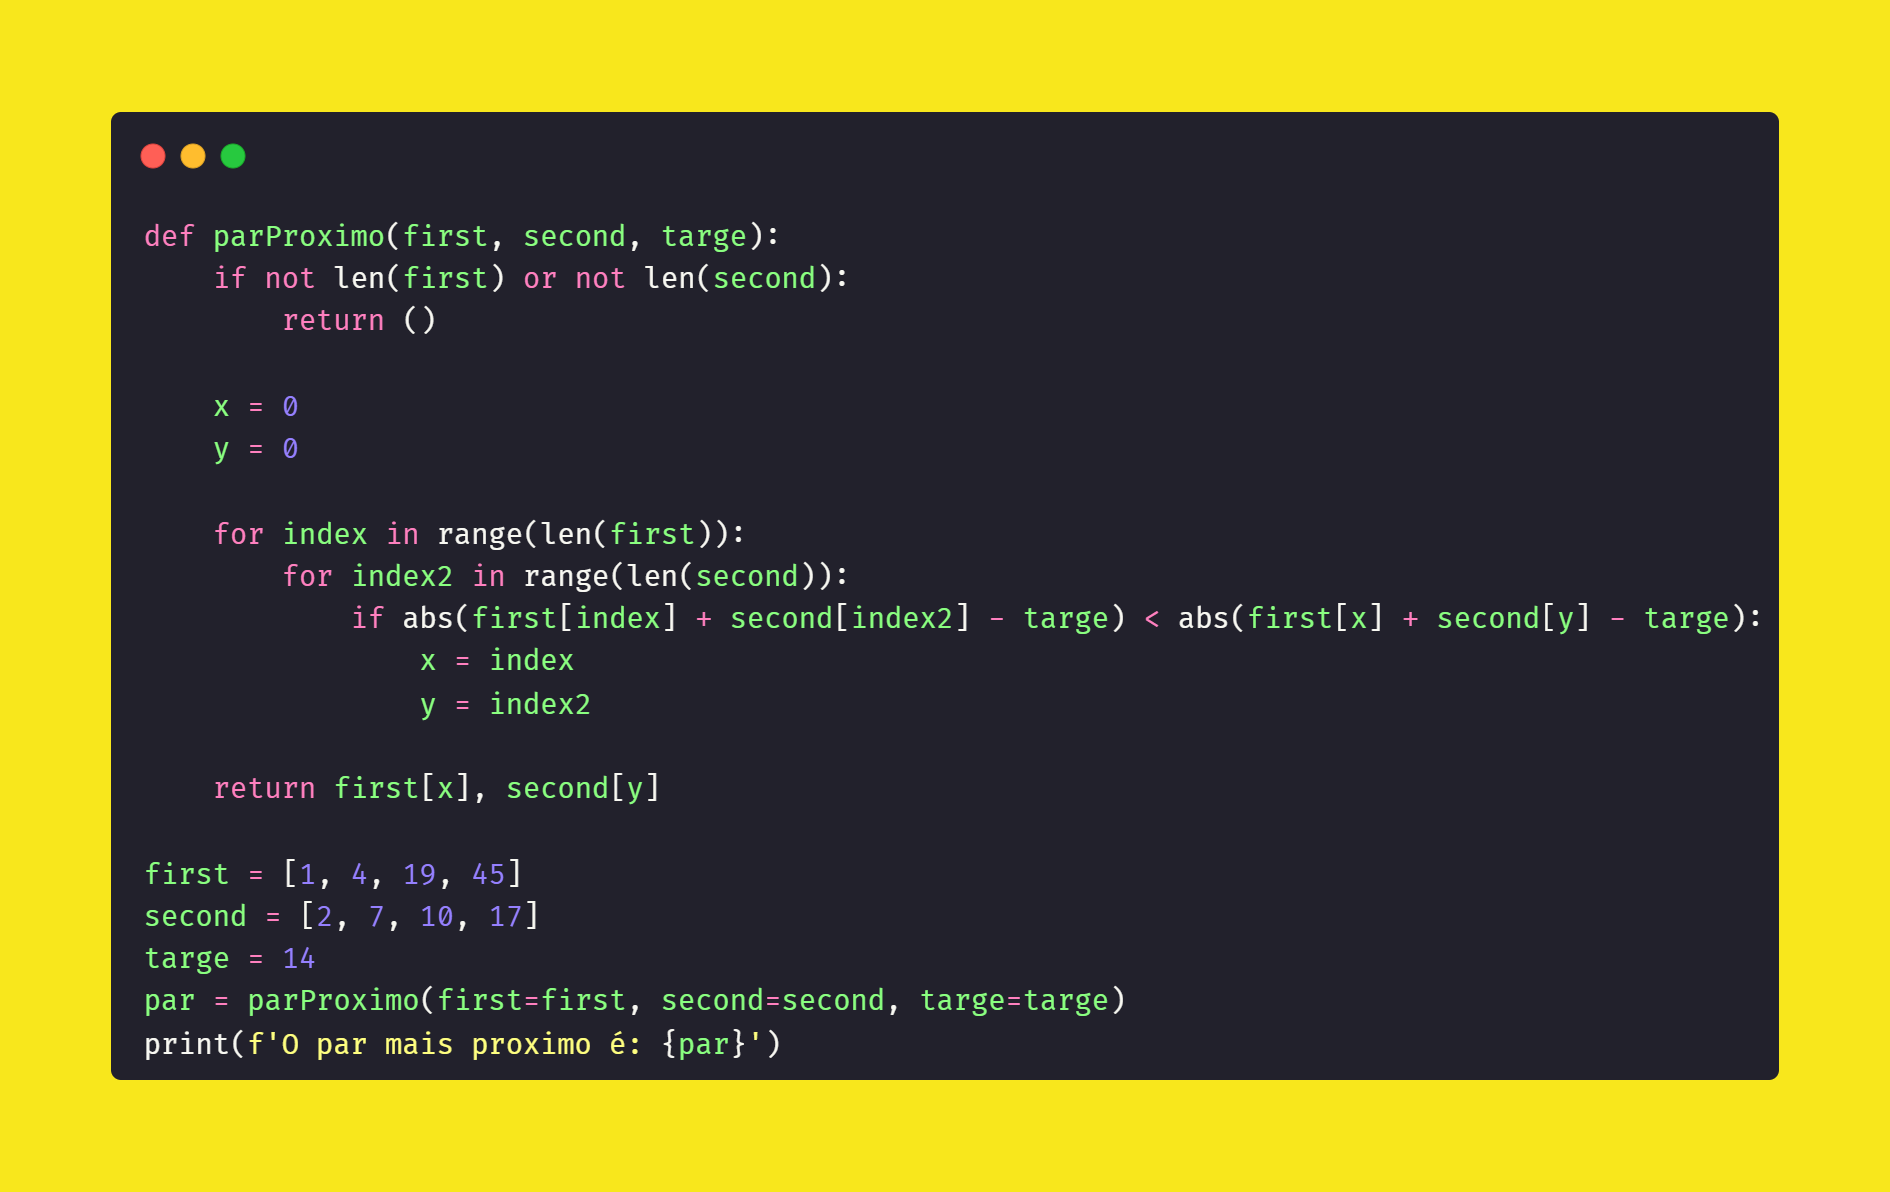 def parProximo(first, second, targe):
    if not len(first) or not len(second):
        return ()
    x = 0
    y = 0
    for index in range(len(first)):
        for index2 in range(len(second)):
            if abs(first[index] + second[index2] - targe) < abs(first[x] + second[y] - targe):
                x = index
                y = index2
    return first[x], second[y]
first = [1, 4, 19, 45]
second = [2, 7, 10, 17]
targe = 14
par = parProximo(first=first, second=second, targe=targe)
print(f'O par mais proximo é: {par}')